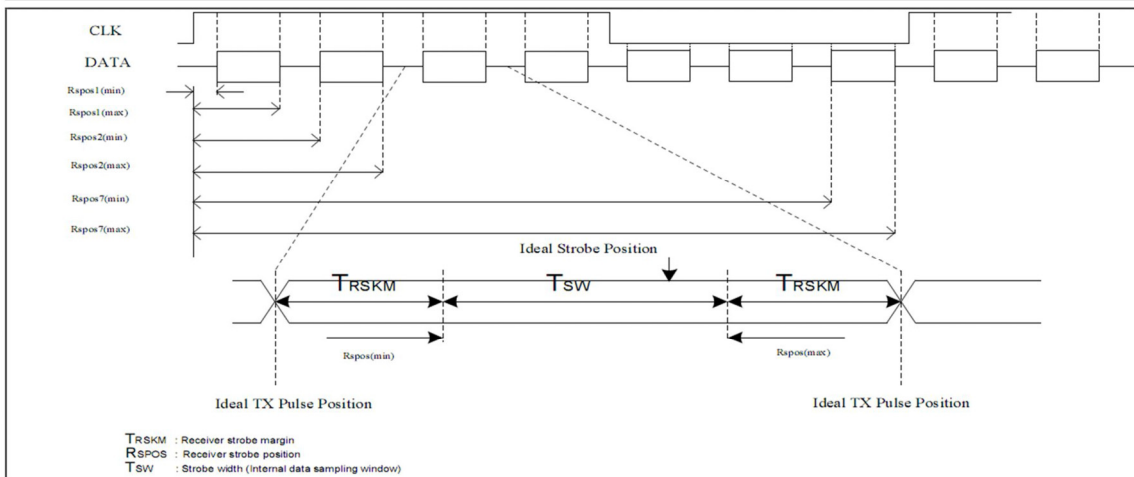 CLK
DATA
Rspos1(min)
Rspos1(max)
Rspos2(min)
Rspos2(max)
Rspos7(min)
Rspos7(max)
Ideal Strobe Position
TRSKM TSW TRSKM
Rspos(min) Rspos(max)
Ideal TX Pulse Position Ideal TX Pulse Position
TRSKM : Receiver strobe margin
RSPOS : Receiver strobe position
TSW : Strobe width (Internal data sampling window)